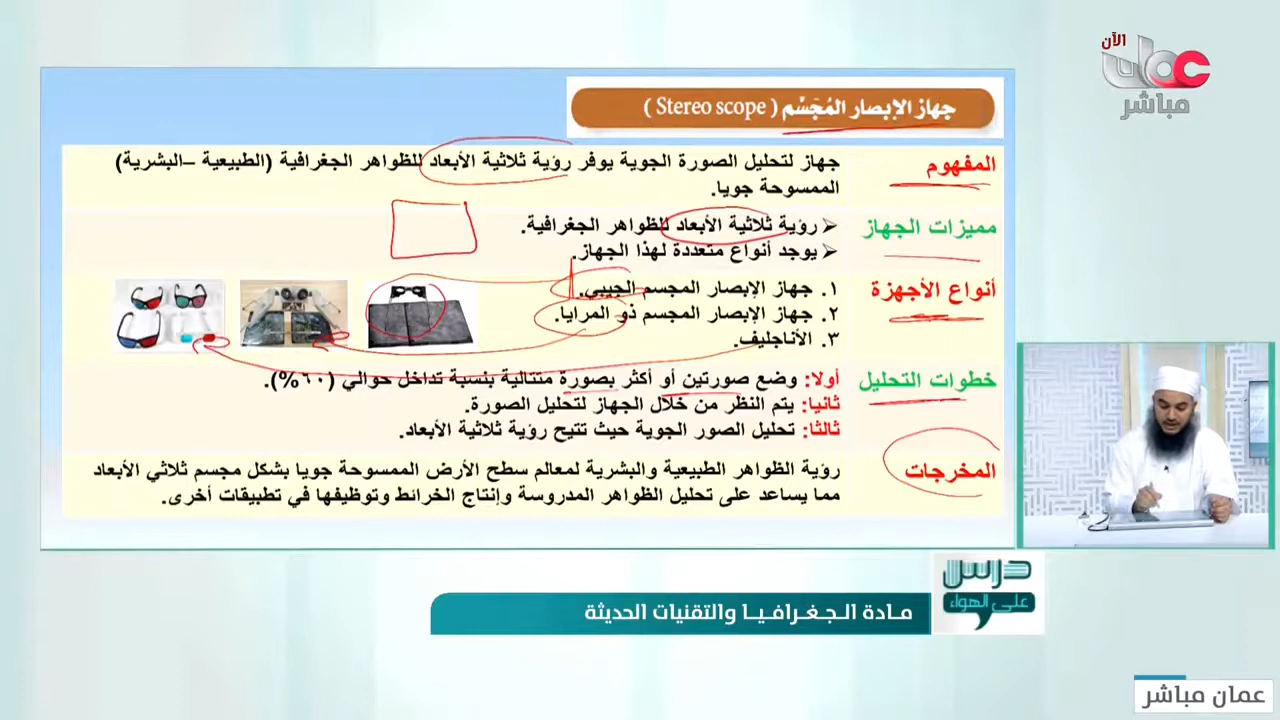 الآن
عمان
مباشر
جهاز الإبصار المُجَسِّم ( Stereo scope )
المفهوم
جهاز لتحليل الصورة الجوية يوفر رؤية ثلاثية الأبعاد للظواهر الجغرافية (الطبيعية –البشرية)
الممسوحة جويا.
مميزات الجهاز
➢ رؤية ثلاثية الأبعاد للظواهر الجغرافية.
➢ يوجد أنواع متعددة لهذا الجهاز.
أنواع الأجهزة
١. جهاز الإبصار المجسم الجيبي.
٢. جهاز الإبصار المجسم ذو المرايا.
٣. الأناجليف.
خطوات التحليل
أولا: وضع صورتين أو أكثر بصورة متتالية بنسبة تداخل حوالي (٦٠%).
ثانيا: يتم النظر من خلال الجهاز لتحليل الصورة.
ثالثا: تحليل الصور الجوية حيث تتيح رؤية ثلاثية الأبعاد.
المخرجات
رؤية الظواهر الطبيعية والبشرية لمعالم سطح الأرض الممسوحة جويا بشكل مجسم ثلاثي الأبعاد
مما يساعد على تحليل الظواهر المدروسة وإنتاج الخرائط وتوظيفها في تطبيقات أخرى.
درس
على الهواء
مادة الجغرافيا والتقنيات الحديثة
عمان مباشر